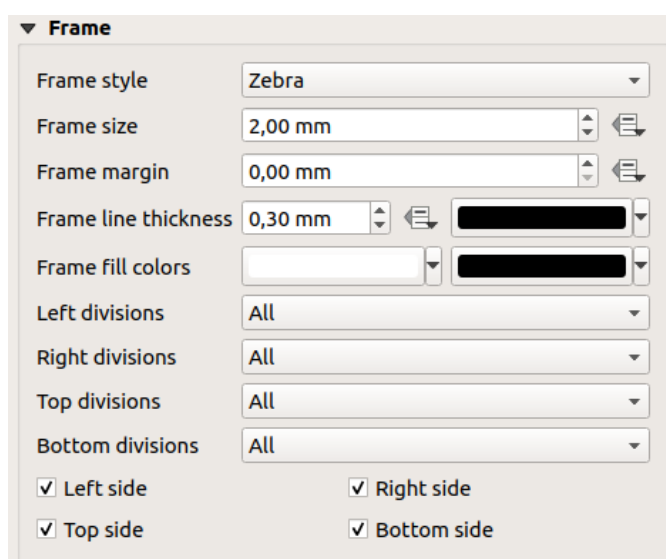 Frame
Frame style Zebra
Frame size 2,00 mm
Frame margin 0,00 mm
Frame line thickness 0,30 mm
Frame fill colors
Left divisions All
Right divisions All
Top divisions All
Bottom divisions All
Left side Right side
Top side Bottom side